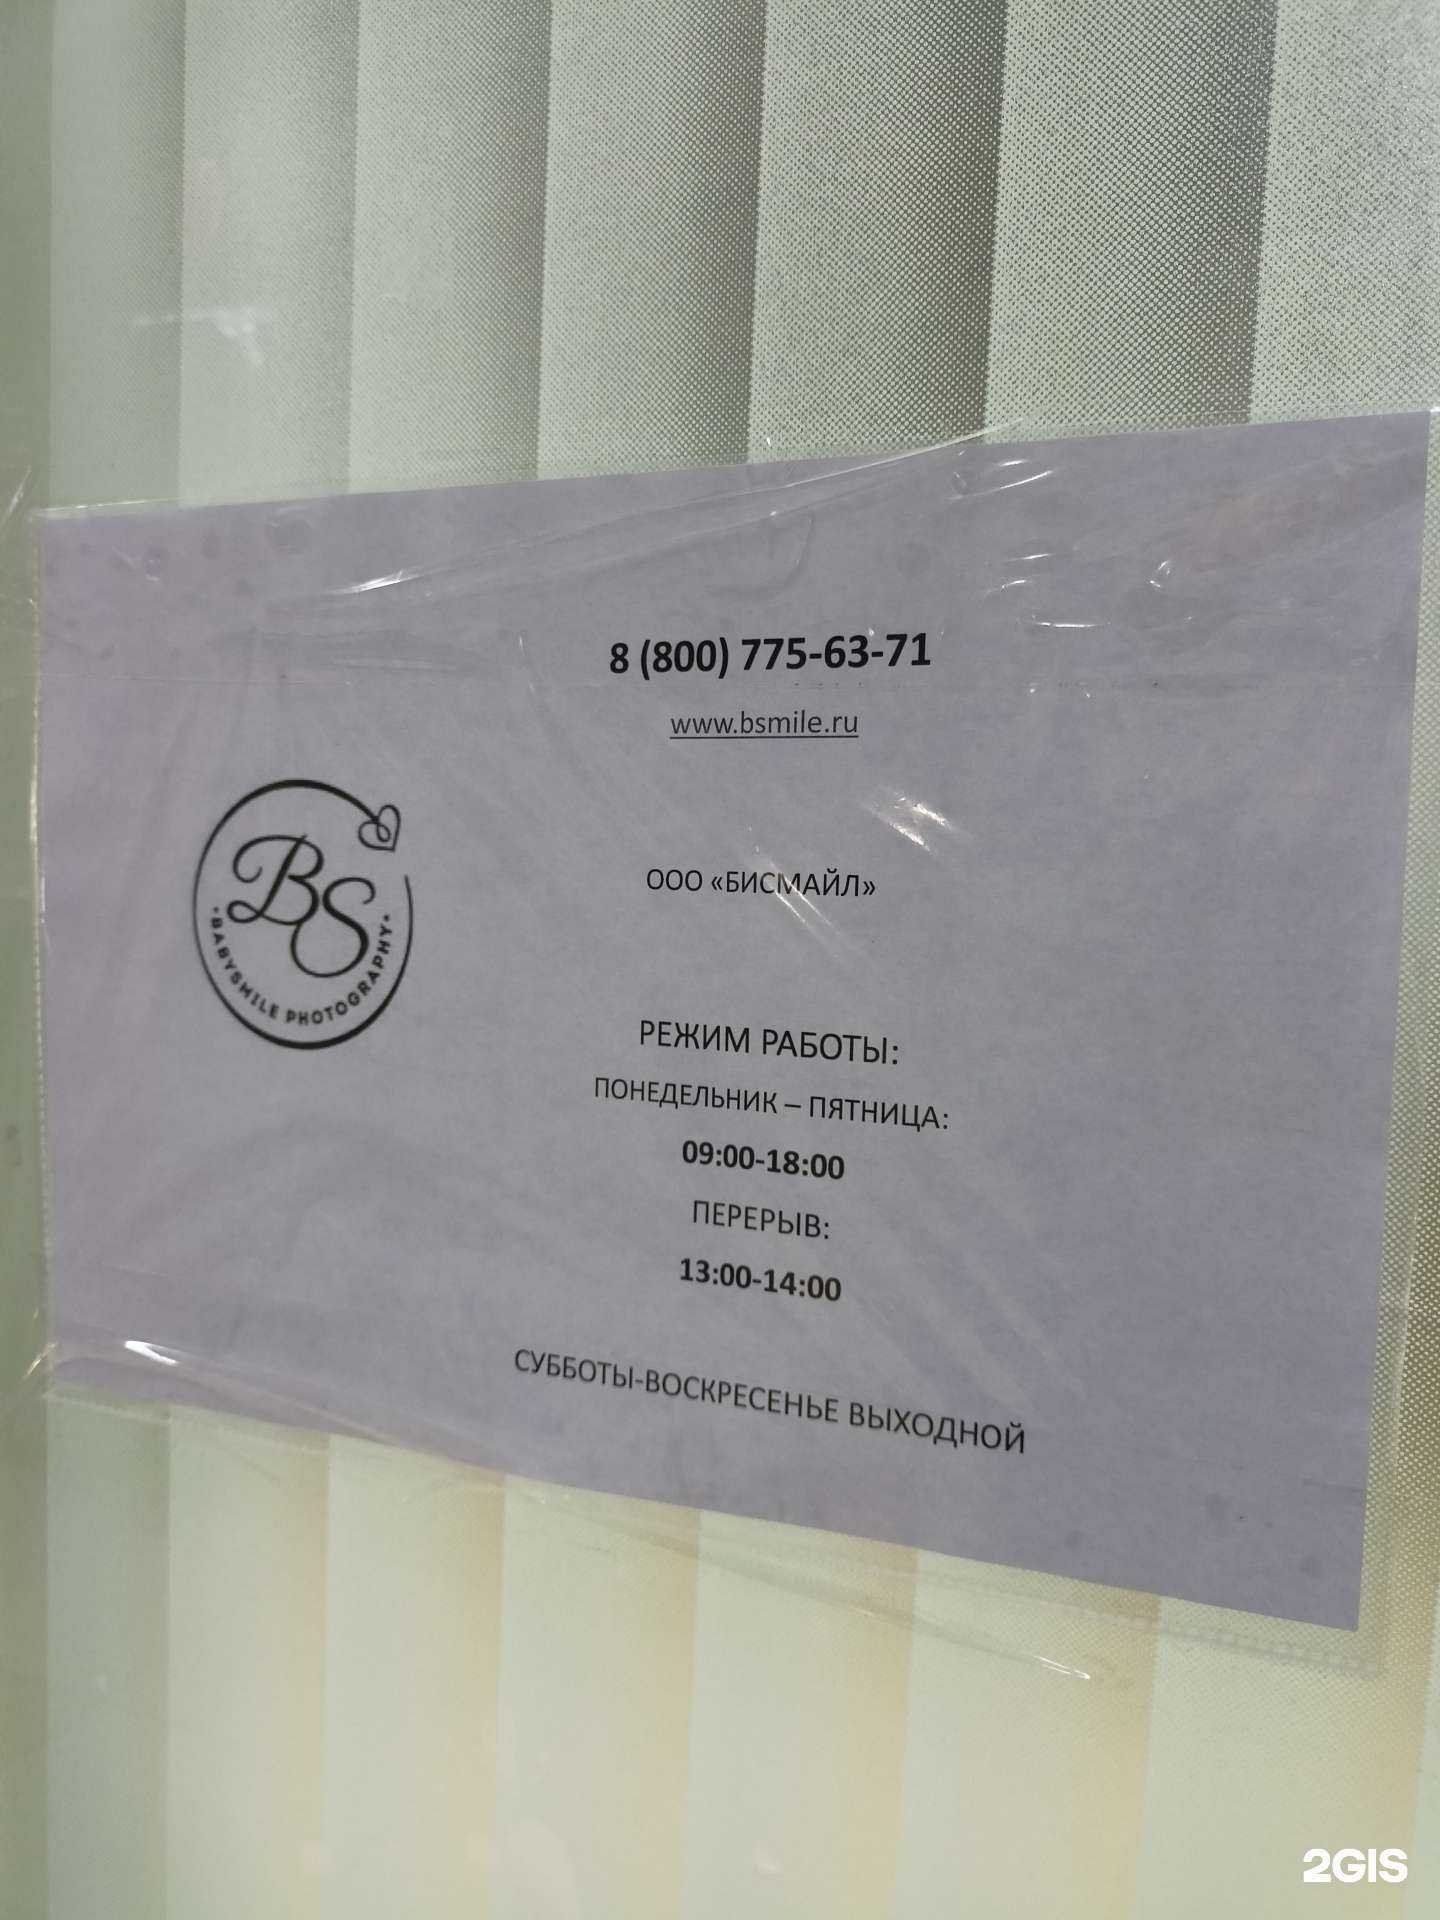 8 (800) 775-63-71
www.bsmile.ru
BS
·BABYSMILE PHOTOGRAPHY·
ООО «БИСМАЙЛ»
РЕЖИМ РАБОТЫ:
ПОНЕДЕЛЬНИК – ПЯТНИЦА:
09:00-18:00
ПЕРЕРЫВ:
13:00-14:00
СУББОТЫ-ВОСКРЕСЕНЬЕ ВЫХОДНОЙ
2GIS